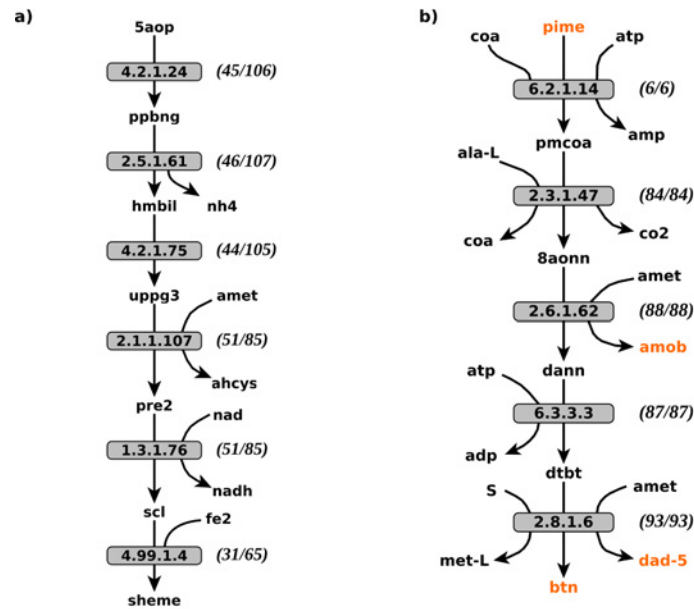 a)
5aop
4.2.1.24 (45/106)
ppbng
2.5.1.61 (46/107)
hmbil nh4
4.2.1.75 (44/105)
uppg3 amet
2.1.1.107 (51/85)
ahcys
pre2
nad
1.3.1.76 (51/85)
nadh
scl
fe2
4.99.1.4 (31/65)
sheme
b)
coa pime atp
6.2.1.14 (6/6)
amp
pmcoa
ala-L
2.3.1.47 (84/84)
coa co2
8aonn
amet
2.6.1.62 (88/88)
amob
dann
atp
6.3.3.3 (87/87)
adp
dtbt
S amet
2.8.1.6 (93/93)
met-L dad-5
btn